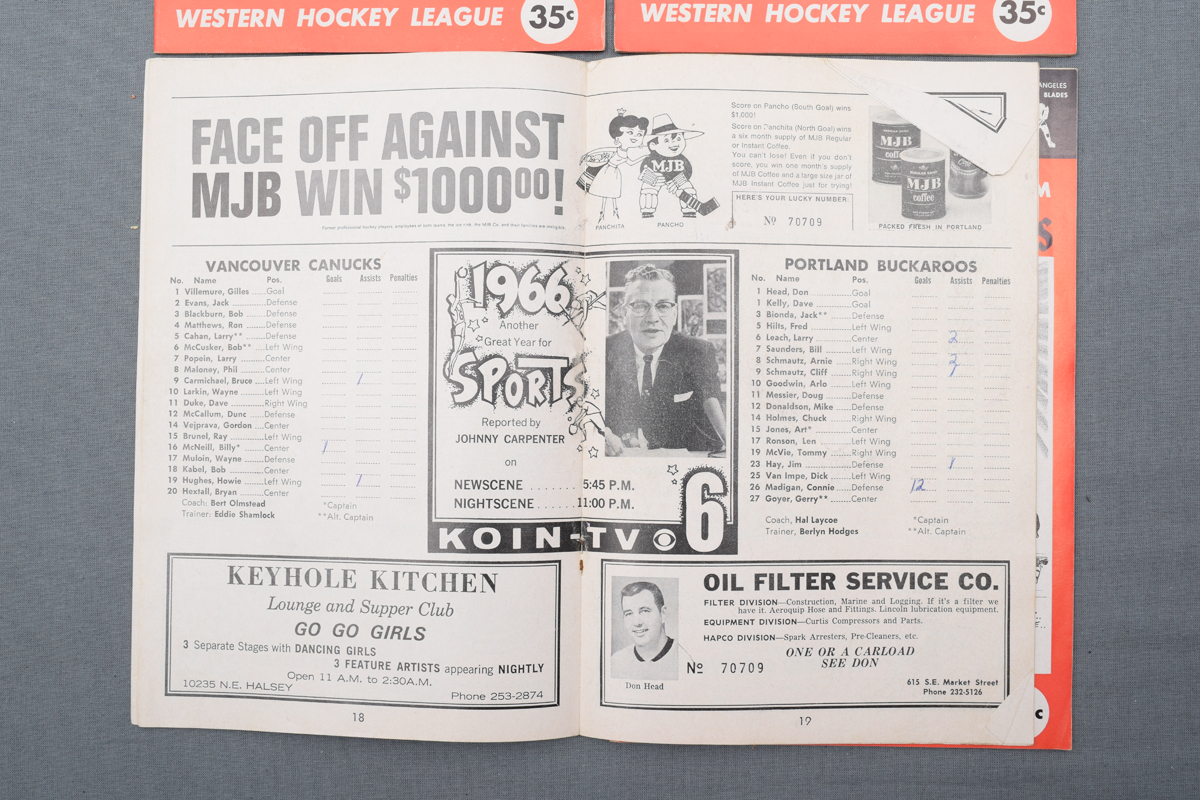 WESTERN HOCKEY LEAGUE 35c
WESTERN HOCKEY LEAGUE 35c
ANGELES
BLADES
FACE OFF AGAINST
MJB WIN $100000!
PANCHITA
PANCHO
MJB
Score on Pancho (South Goal) wins
$1,000!
Score on Panchita (North Goal) wins
a six month supply of MJB Regular
or Instant Coffee.
You can't lose! Even if you don't
score, you win one month's supply
of MJB Coffee and a large size jar of
MJB Instant Coffee just for trying!
HERE'S YOUR LUCKY NUMBER:
No 70709
MJB
MJB
coffee
PACKED FRESH IN PORTLAND
VANCOUVER CANUCKS
No. Name Pos. Goals Assists Penalties
1 Villemure, Gilles Goal
2 Evans, Jack Defense
3 Blackburn, Bob Defense
4 Matthews, Ron Defense
5 Cahan, Larry** Defense
6 McCusker, Bob** Left Wing
7 Popein, Larry Center
8 Maloney, Phil Center
9 Carmichael, Bruce Left Wing 1
10 Larkin, Wayne Left Wing
11 Duke, Dave Right Wing
12 McCallum, Dunc Defense
14 Vejprava, Gordon Center
15 Brunel, Ray Left Wing
16 McNeill, Billy* Center 1
17 Muloin, Wayne Defense
18 Kabel, Bob Center
19 Hughes, Howie Left Wing 1
20 Hextall, Bryan Center
Coach: Bert Olmstead *Captain
Trainer: Eddie Shamlock **Alt. Captain
1966
Another
Great Year for
SPORTS
Reported by
JOHNNY CARPENTER
on
NEWSCENE 5:45 P.M.
NIGHTSCENE 11:00 P.M.
KOIN-TV 6
PORTLAND BUCKAROOS
No. Name Pos. Goals Assists Penalties
1 Head, Don Goal
1 Kelly, Dave Goal
3 Bionda, Jack** Defense
5 Hilts, Fred Left Wing
6 Leach, Larry Center 2
7 Saunders, Bill Left Wing
8 Schmautz, Arnie Right Wing 2
9 Schmautz, Cliff Right Wing 1
10 Goodwin, Arlo Left Wing
11 Messier, Doug Defense
12 Donaldson, Mike Defense
14 Holmes, Chuck Right Wing
15 Jones, Art* Center
17 Ronson, Len Left Wing
19 McVie, Tommy Right Wing
23 Hay, Jim Defense 1
25 Van Impe, Dick Left Wing
26 Madigan, Connie Defense 12
27 Goyer, Gerry** Center
Coach, Hal Laycoe *Captain
Trainer, Berlyn Hodges **Alt. Captain
KEYHOLE KITCHEN
Lounge and Supper Club
GO GO GIRLS
3 Separate Stages with DANCING GIRLS
3 FEATURE ARTISTS appearing NIGHTLY
Open 11 A.M. to 2:30A.M.
10235 N.E. HALSEY Phone 253-2874
18
OIL FILTER SERVICE CO.
FILTER DIVISION—Construction, Marine and Logging. If it's a filter we
have it. Aeroquip Hose and Fittings. Lincoln lubrication equipment.
EQUIPMENT DIVISION—Curtis Compressors and Parts.
HAPCO DIVISION—Spark Arresters, Pre-Cleaners, etc.
ONE OR A CARLOAD
SEE DON
No 70709
Don Head
615 S.E. Market Street
Phone 232-5126
19